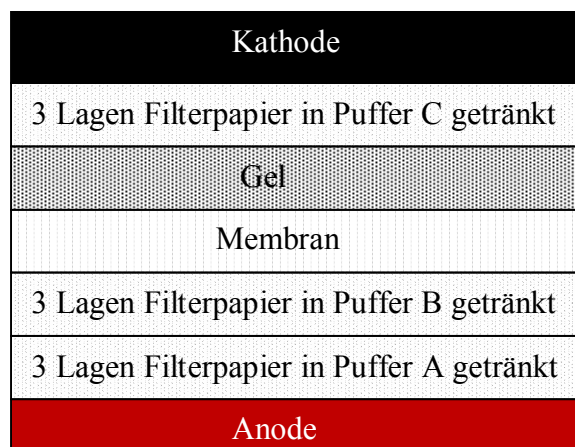 Kathode
3 Lagen Filterpapier in Puffer C getränkt
Gel
Membran
3 Lagen Filterpapier in Puffer B getränkt
3 Lagen Filterpapier in Puffer A getränkt
Anode